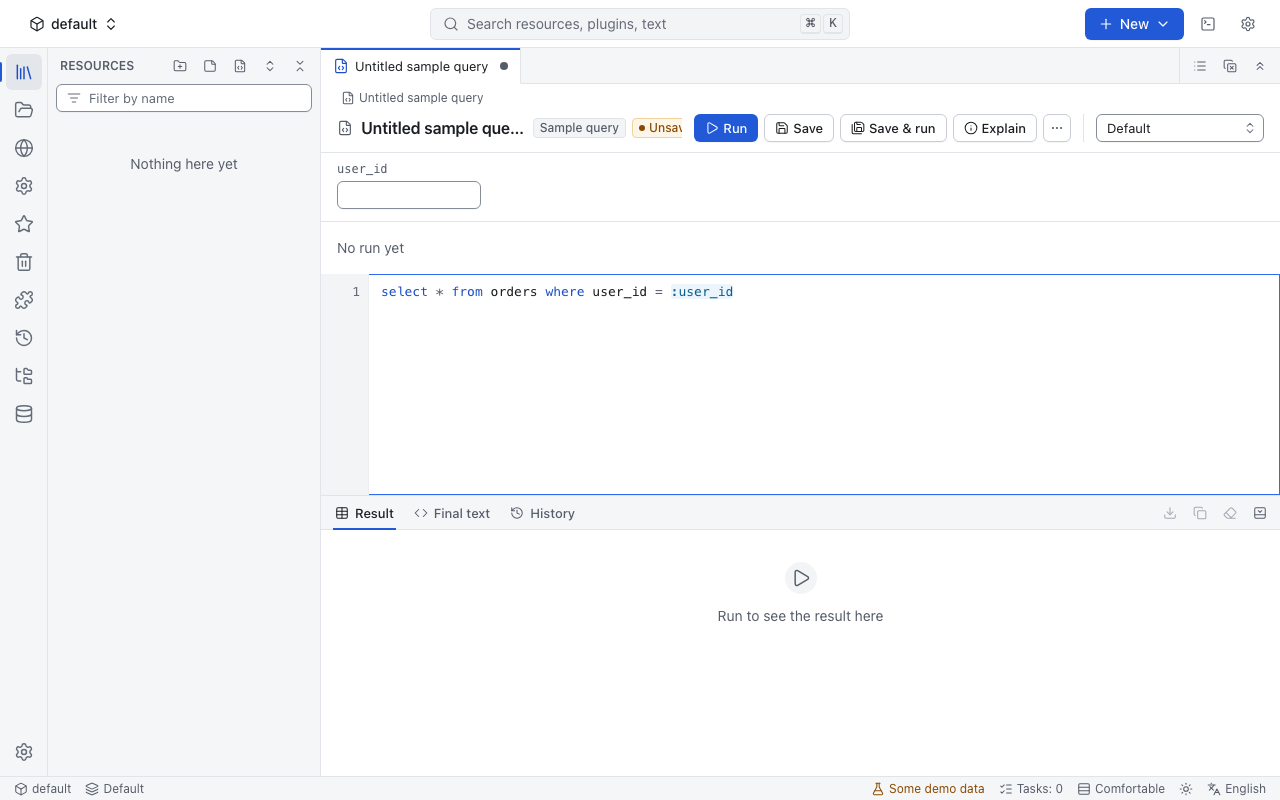 default
Search resources, plugins, text
⌘ K
New
RESOURCES
Filter by name
Nothing here yet
Untitled sample query
Untitled sample query
Untitled sample que...
Sample query
Unsav
Run
Save
Save & run
Explain
Default
user_id
No run yet
1
select * from orders where user_id = :user_id
Result
Final text
History
Run to see the result here
default
Default
Some demo data
Tasks: 0
Comfortable
English